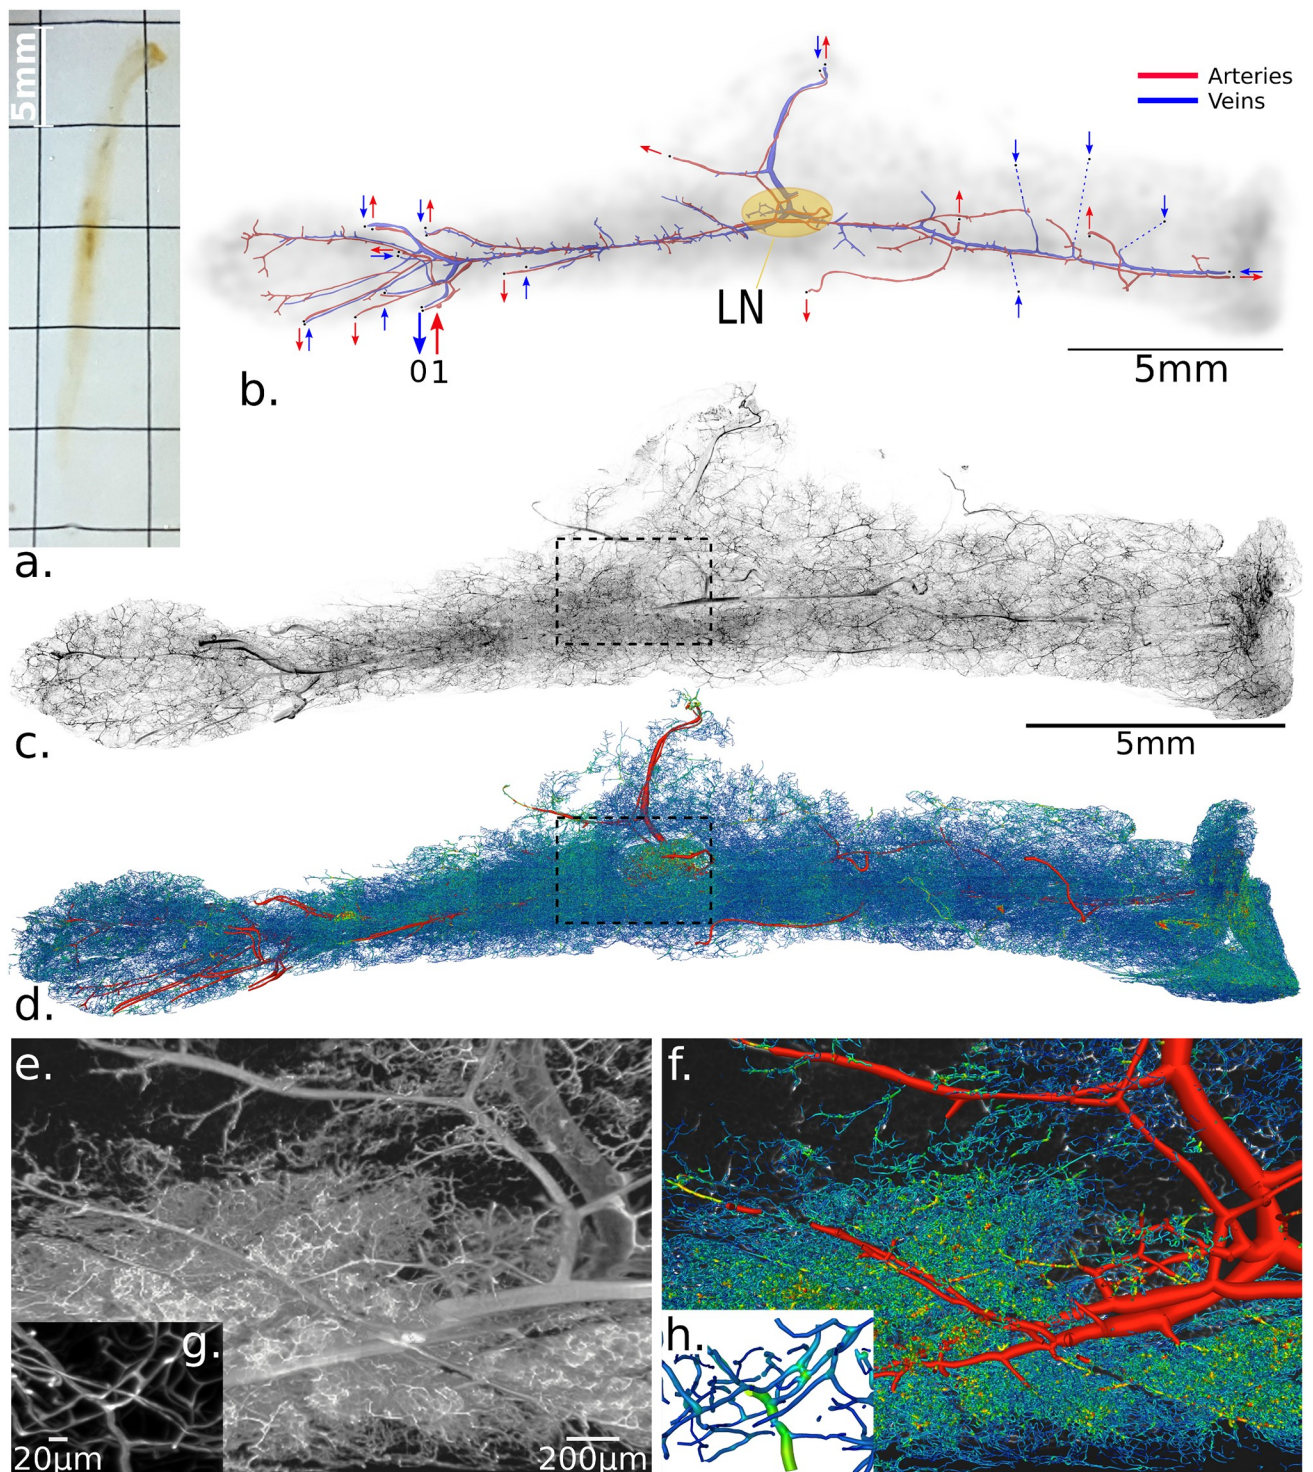 5mm
a.
Arteries
Veins
LN
01
5mm
b.
5mm
c.
d.
e.
f.
g.
h.
20µm
200µm